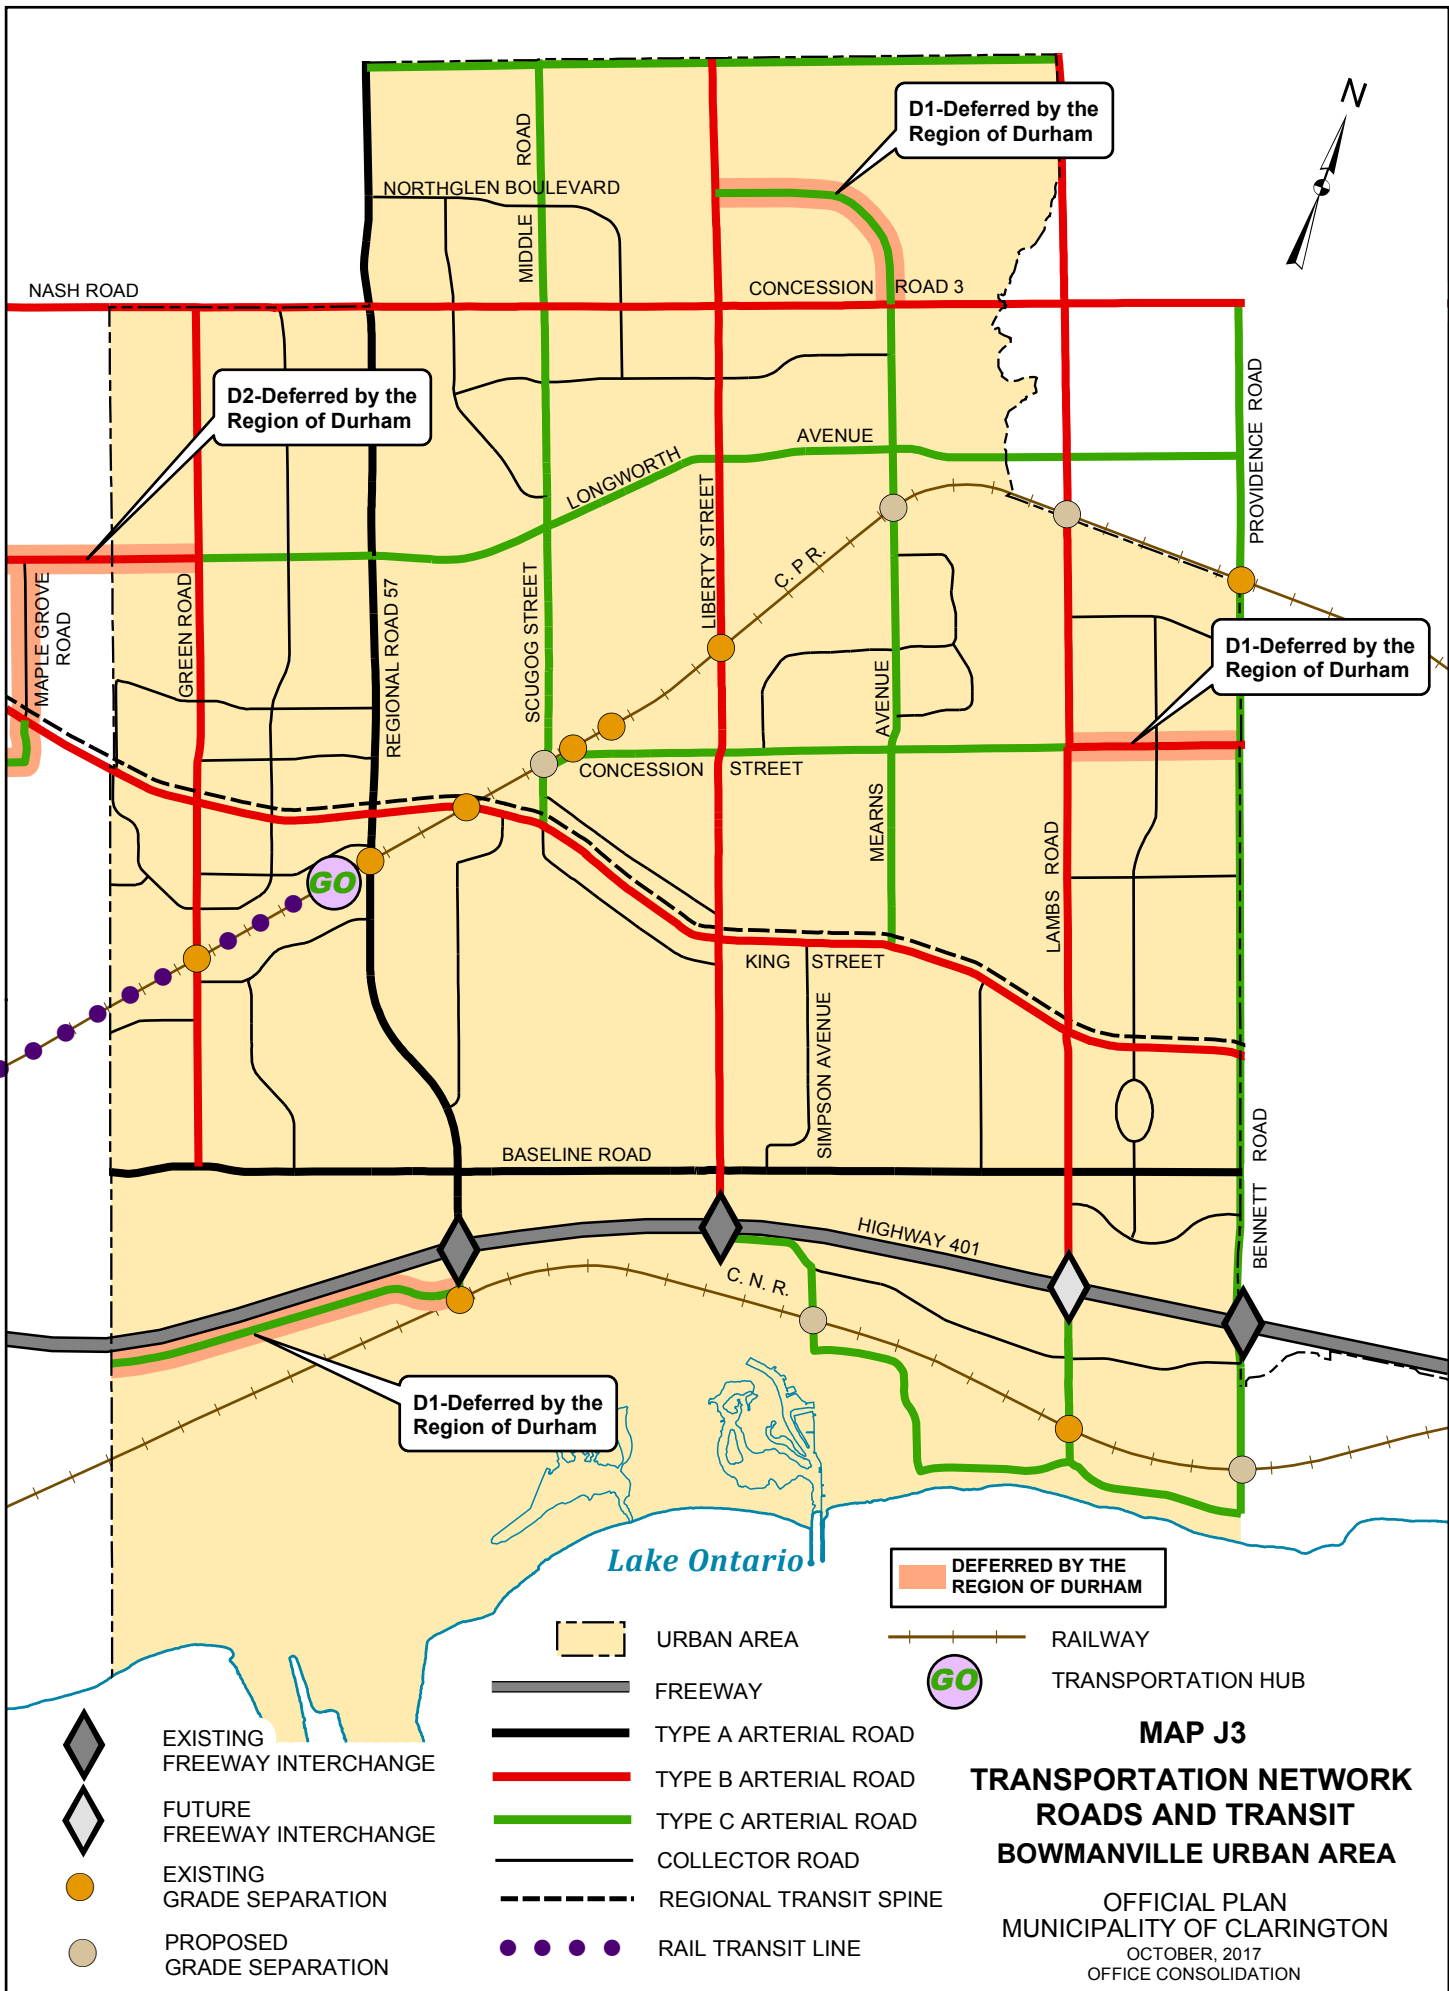 N
D1-Deferred by the
Region of Durham
MIDDLE ROAD
NORTHGLEN BOULEVARD
NASH ROAD
CONCESSION ROAD 3
D2-Deferred by the
Region of Durham
PROVIDENCE ROAD
LONGWORTH AVENUE
LIBERTY STREET
C. P R.
MAPLE GROVE
ROAD
GREEN ROAD
REGIONAL ROAD 57
SCUGOG STREET
D1-Deferred by the
Region of Durham
CONCESSION STREET
MEARNS AVENUE
LAMBS ROAD
GO
KING STREET
SIMPSON AVENUE
BASELINE ROAD
BENNETT ROAD
HIGHWAY 401
C. N. R.
D1-Deferred by the
Region of Durham
Lake Ontario
DEFERRED BY THE
REGION OF DURHAM
URBAN AREA
RAILWAY
FREEWAY
GO
TRANSPORTATION HUB
EXISTING
FREEWAY INTERCHANGE
TYPE A ARTERIAL ROAD
TYPE B ARTERIAL ROAD
FUTURE
FREEWAY INTERCHANGE
TYPE C ARTERIAL ROAD
COLLECTOR ROAD
EXISTING
GRADE SEPARATION
REGIONAL TRANSIT SPINE
PROPOSED
GRADE SEPARATION
RAIL TRANSIT LINE
MAP J3
TRANSPORTATION NETWORK
ROADS AND TRANSIT
BOWMANVILLE URBAN AREA
OFFICIAL PLAN
MUNICIPALITY OF CLARINGTON
OCTOBER, 2017
OFFICE CONSOLIDATION